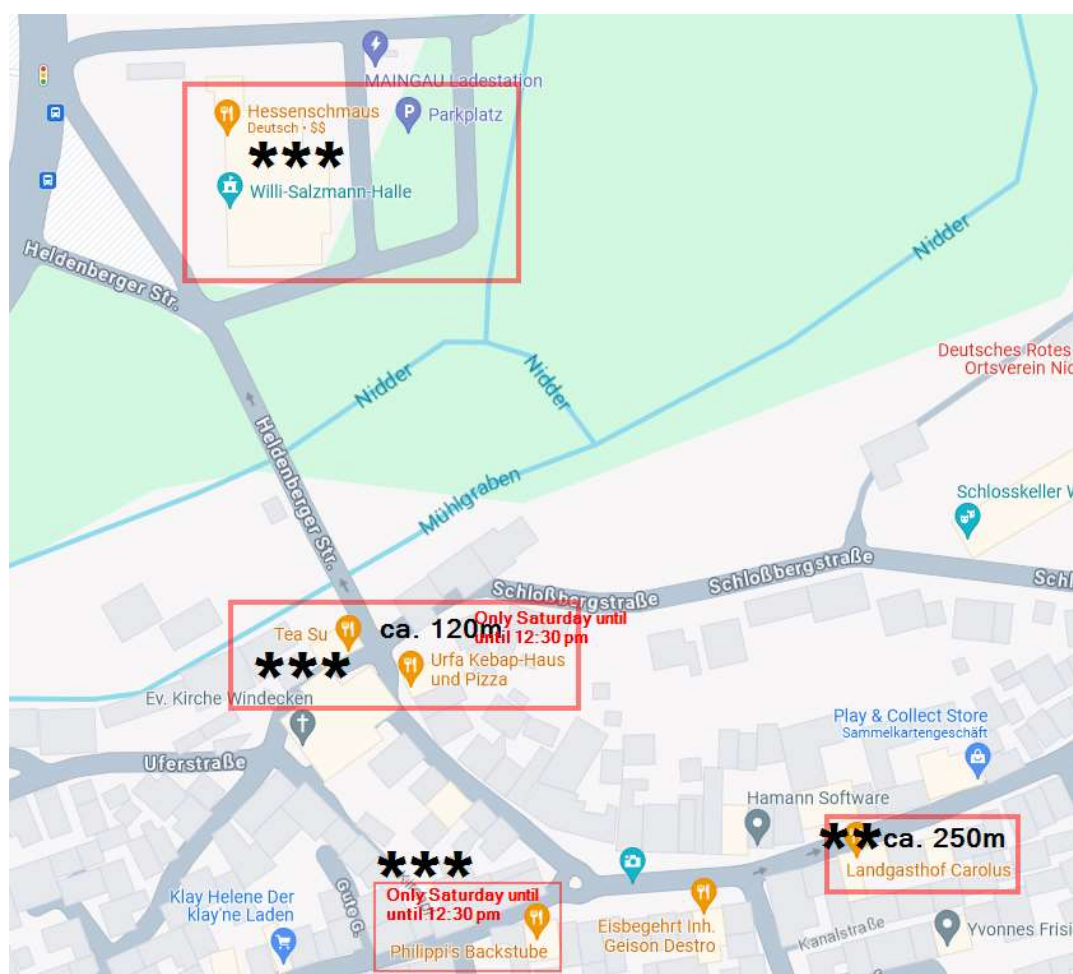 MAINGAU Ladestation
Hessenschmaus
Deutsch • $$
P
Parkplatz
***
Willi-Salzmann-Halle
Heldenberger Str.
Nidder
Nidder
Nidder
Deutsches Rotes
Ortsverein Nid
Heldenberger Str.
Mühlgraben
Schlosskeller W
Schloßbergstraße
Schloßbergstraße
Schl
Only Saturday until
until 12:30 pm
Tea Su
ca. 120m
***
Urfa Kebap-Haus
und Pizza
Ev. Kirche Windecken
Uferstraße
Play & Collect Store
Sammelkartengeschäft
Hamann Software
**ca. 250m
Landgasthof Carolus
***
Only Saturday until
until 12:30 pm
Philippi's Backstube
Klay Helene Der
klay'ne Laden
Gute G.
Eisbegehrt Inh.
Geison Destro
Kanalstraße
Yvonnes Frisi